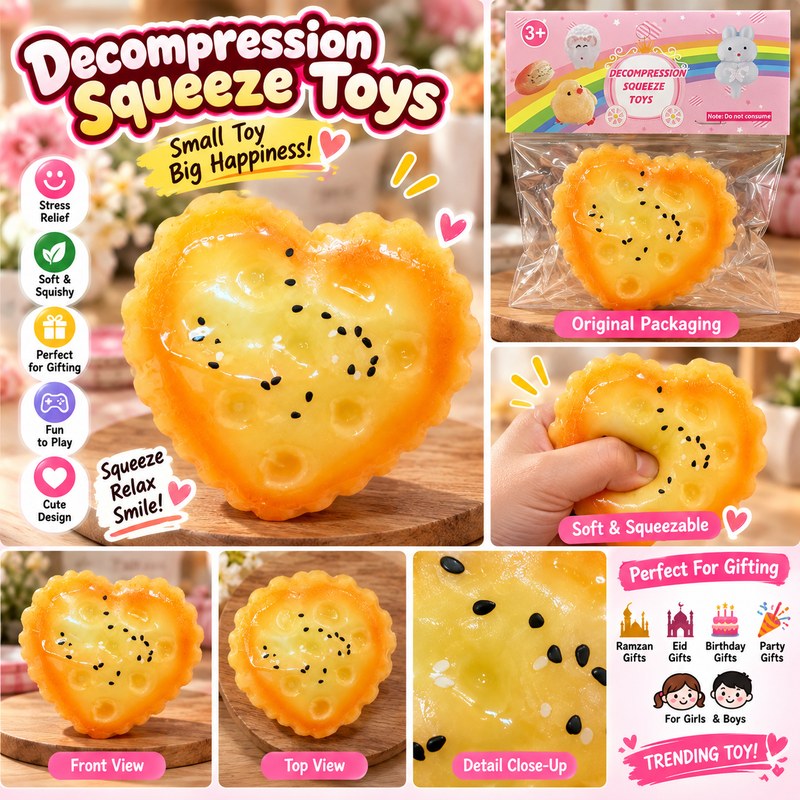 Decompression
Squeeze Toys
Small Toy
Big Happiness!
Stress
Relief
Soft &
Squishy
Perfect
for Gifting
Fun
to Play
Cute
Design
Squeeze
Relax
Smile!
3+
DECOMPRESSION
SQUEEZE
TOYS
Note: Do not consume
Original Packaging
Soft & Squeezable
Front View
Top View
Detail Close-Up
Perfect For Gifting
Ramzan
Gifts
Eid
Gifts
Birthday
Gifts
Party
Gifts
For Girls & Boys
TRENDING TOY!